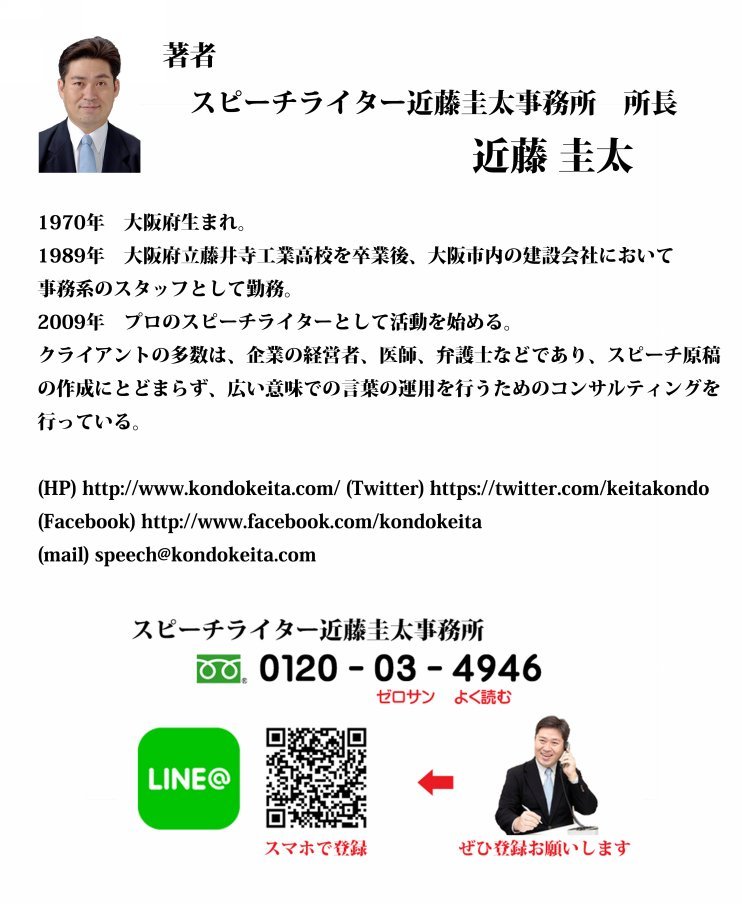 著者
スピーチライター近藤圭太事務所　所長
近藤 圭太
1970年　大阪府生まれ。
1989年　大阪府立藤井寺工業高校を卒業後、大阪市内の建設会社において
事務系のスタッフとして勤務。
2009年　プロのスピーチライターとして活動を始める。
クライアントの多数は、企業の経営者、医師、弁護士などであり、スピーチ原稿
の作成にとどまらず、広い意味での言葉の運用を行うためのコンサルティングを
行っている。
(HP) http://www.kondokeita.com/ (Twitter) https://twitter.com/keitakondo
(Facebook) http://www.facebook.com/kondokeita
(mail) speech@kondokeita.com
スピーチライター近藤圭太事務所
® 0120 - 03 - 4946
ゼロサン　よく読む
LINE@
スマホで登録
ぜひ登録お願いします